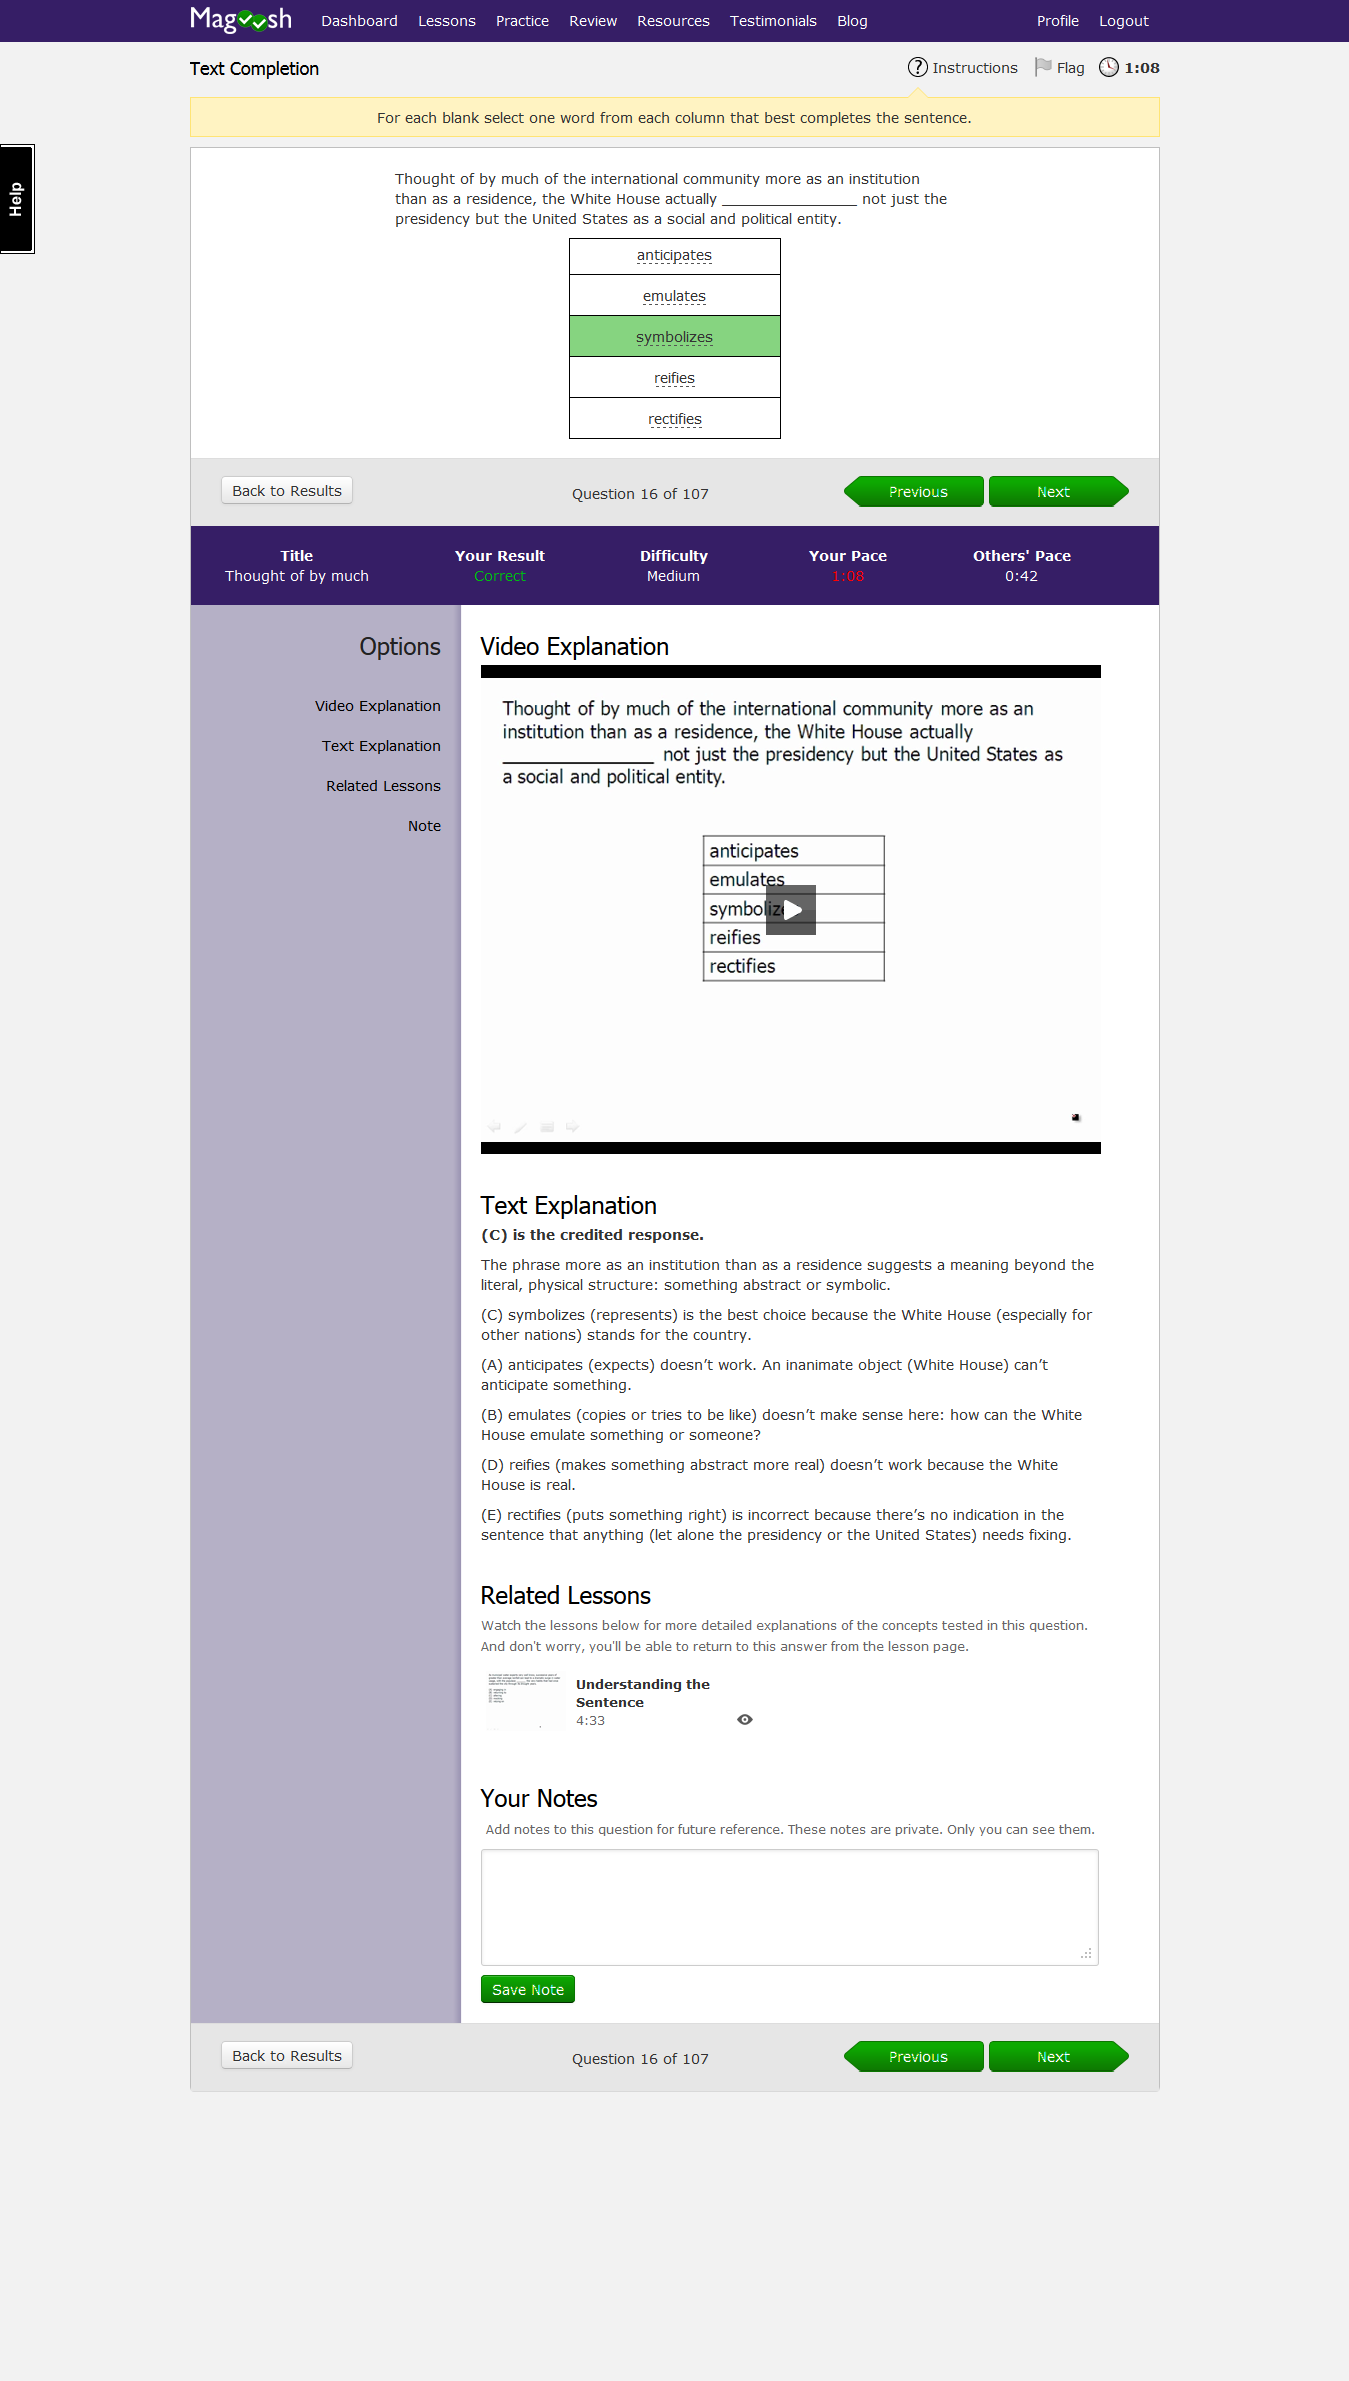 Magoosh Dashboard Lessons Practice Review Resources Testimonials Blog Profile Logout
Text Completion Instructions Flag 1:08
For each blank select one word from each column that best completes the sentence.
Help
Thought of by much of the international community more as an institution
than as a residence, the White House actually ________________ not just the
presidency but the United States as a social and political entity.
anticipates
emulates
symbolizes
reifies
rectifies
Back to Results Question 16 of 107 Previous Next
Title Your Result Difficulty Your Pace Others' Pace
Thought of by much Correct Medium 1:08 0:42
Options
Video Explanation
Text Explanation
Related Lessons
Note
Video Explanation
Thought of by much of the international community more as an
institution than as a residence, the White House actually
________________ not just the presidency but the United States as
a social and political entity.
anticipates
emulates
symbolize
reifies
rectifies
Text Explanation
(C) is the credited response.
The phrase more as an institution than as a residence suggests a meaning beyond the
literal, physical structure: something abstract or symbolic.
(C) symbolizes (represents) is the best choice because the White House (especially for
other nations) stands for the country.
(A) anticipates (expects) doesn’t work. An inanimate object (White House) can’t
anticipate something.
(B) emulates (copies or tries to be like) doesn’t make sense here: how can the White
House emulate something or someone?
(D) reifies (makes something abstract more real) doesn’t work because the White
House is real.
(E) rectifies (puts something right) is incorrect because there’s no indication in the
sentence that anything (let alone the presidency or the United States) needs fixing.
Related Lessons
Watch the lessons below for more detailed explanations of the concepts tested in this question.
And don't worry, you'll be able to return to this answer from the lesson page.
Understanding the
Sentence
4:33
Your Notes
Add notes to this question for future reference. These notes are private. Only you can see them.
Save Note
Back to Results Question 16 of 107 Previous Next